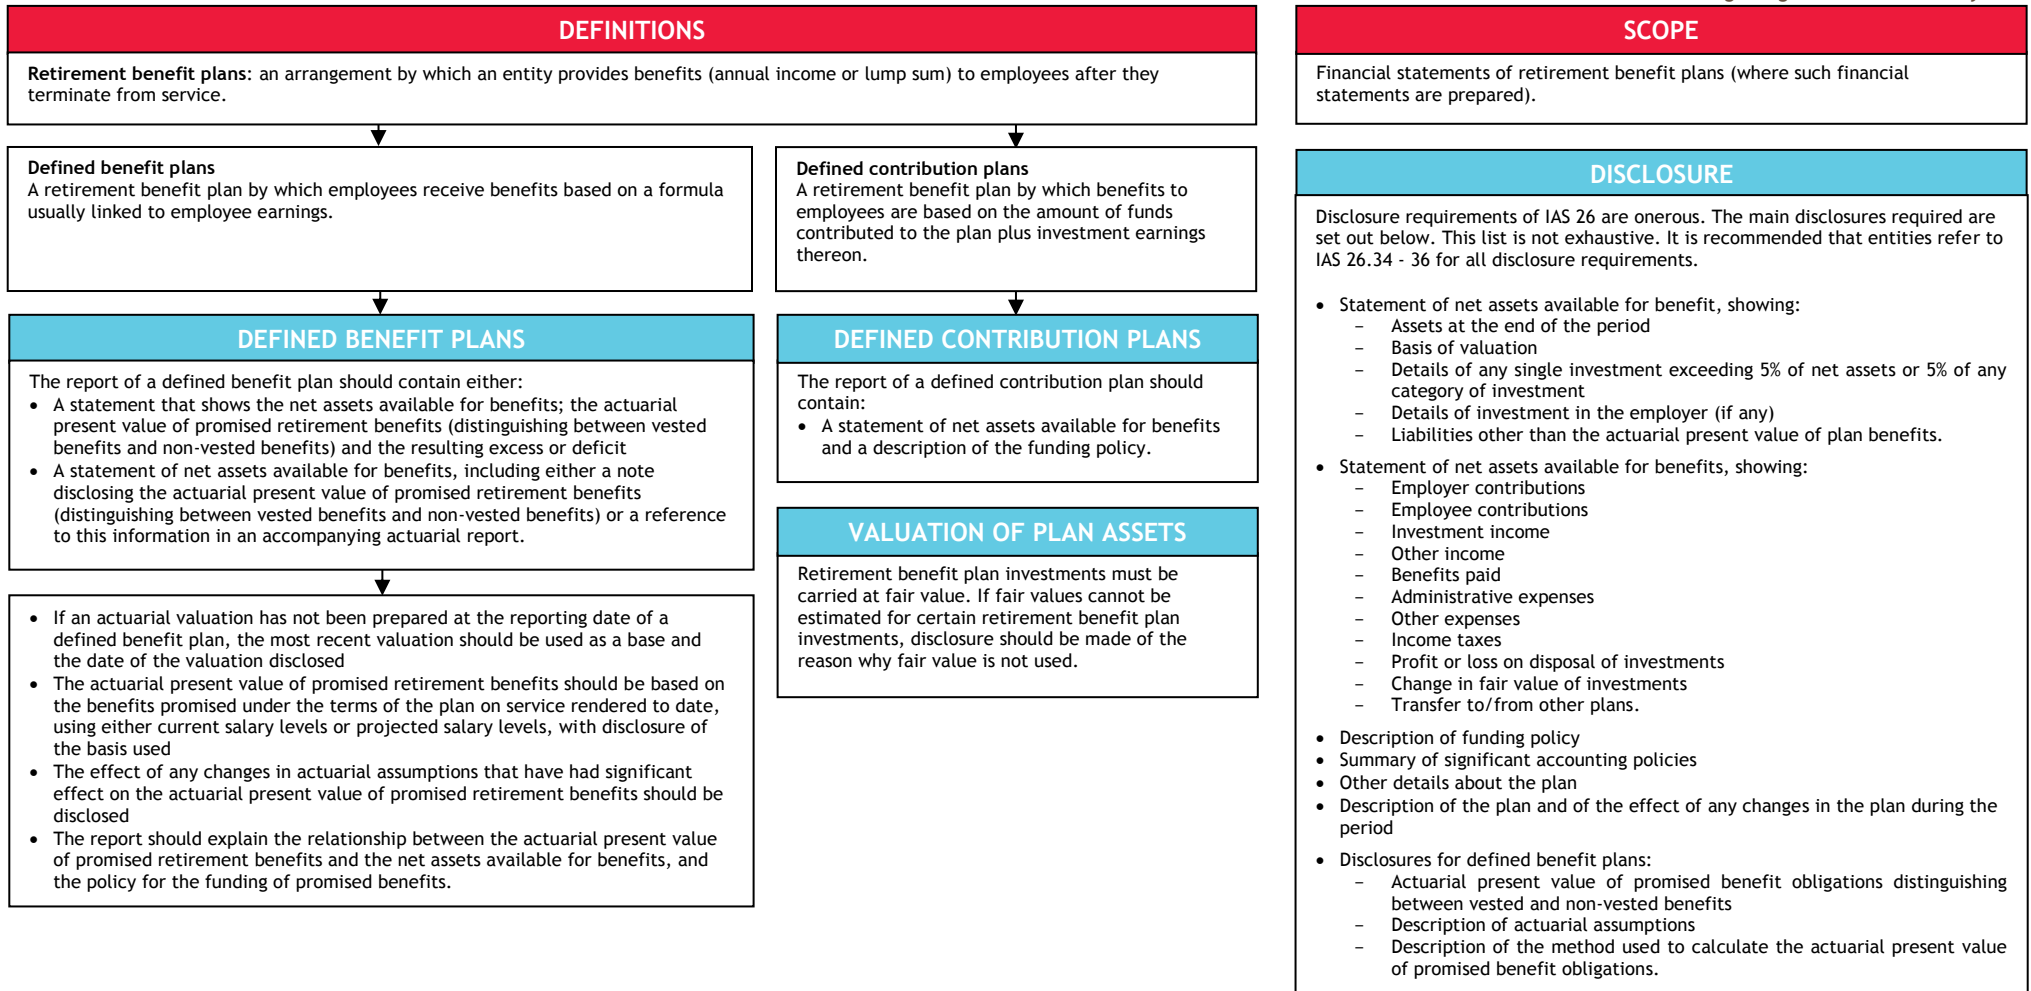 DEFINITIONS
Retirement benefit plans: an arrangement by which an entity provides benefits (annual income or lump sum) to employees after they
terminate from service.
Defined benefit plans
A retirement benefit plan by which employees receive benefits based on a formula
usually linked to employee earnings.
Defined contribution plans
A retirement benefit plan by which benefits to
employees are based on the amount of funds
contributed to the plan plus investment earnings
thereon.
DEFINED BENEFIT PLANS
The report of a defined benefit plan should contain either:
• A statement that shows the net assets available for benefits; the actuarial
present value of promised retirement benefits (distinguishing between vested
benefits and non-vested benefits) and the resulting excess or deficit
• A statement of net assets available for benefits, including either a note
disclosing the actuarial present value of promised retirement benefits
(distinguishing between vested benefits and non-vested benefits) or a reference
to this information in an accompanying actuarial report.
• If an actuarial valuation has not been prepared at the reporting date of a
defined benefit plan, the most recent valuation should be used as a base and
the date of the valuation disclosed
• The actuarial present value of promised retirement benefits should be based on
the benefits promised under the terms of the plan on service rendered to date,
using either current salary levels or projected salary levels, with disclosure of
the basis used
• The effect of any changes in actuarial assumptions that have had significant
effect on the actuarial present value of promised retirement benefits should be
disclosed
• The report should explain the relationship between the actuarial present value
of promised retirement benefits and the net assets available for benefits, and
the policy for the funding of promised benefits.
DEFINED CONTRIBUTION PLANS
The report of a defined contribution plan should
contain:
• A statement of net assets available for benefits
and a description of the funding policy.
VALUATION OF PLAN ASSETS
Retirement benefit plan investments must be
carried at fair value. If fair values cannot be
estimated for certain retirement benefit plan
investments, disclosure should be made of the
reason why fair value is not used.
SCOPE
Financial statements of retirement benefit plans (where such financial
statements are prepared).
DISCLOSURE
Disclosure requirements of IAS 26 are onerous. The main disclosures required are
set out below. This list is not exhaustive. It is recommended that entities refer to
IAS 26.34 - 36 for all disclosure requirements.
• Statement of net assets available for benefit, showing:
– Assets at the end of the period
– Basis of valuation
– Details of any single investment exceeding 5% of net assets or 5% of any
category of investment
– Details of investment in the employer (if any)
– Liabilities other than the actuarial present value of plan benefits.
• Statement of net assets available for benefits, showing:
– Employer contributions
– Employee contributions
– Investment income
– Other income
– Benefits paid
– Administrative expenses
– Other expenses
– Income taxes
– Profit or loss on disposal of investments
– Change in fair value of investments
– Transfer to/from other plans.
• Description of funding policy
• Summary of significant accounting policies
• Other details about the plan
• Description of the plan and of the effect of any changes in the plan during the
period
• Disclosures for defined benefit plans:
– Actuarial present value of promised benefit obligations distinguishing
between vested and non-vested benefits
– Description of actuarial assumptions
– Description of the method used to calculate the actuarial present value
of promised benefit obligations.